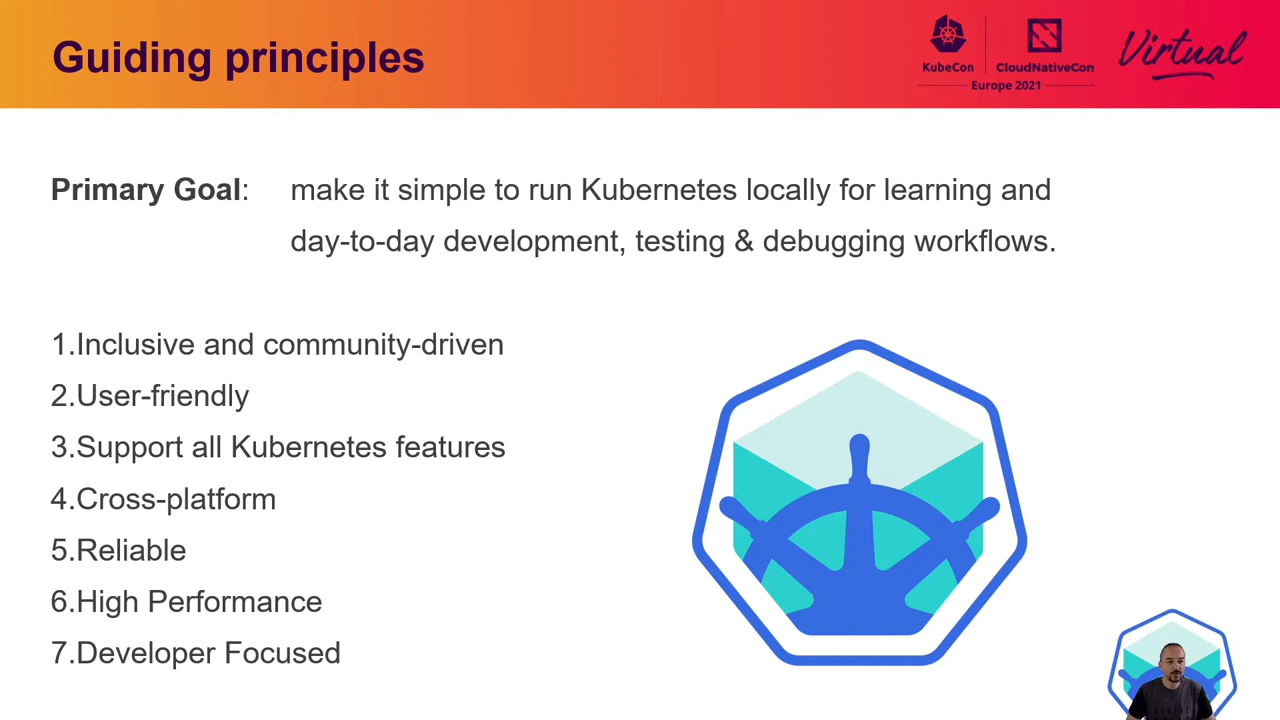 Guiding principles
KubeCon
CloudNativeCon
Europe 2021
Virtual
Primary Goal: make it simple to run Kubernetes locally for learning and
day-to-day development, testing & debugging workflows.
1.Inclusive and community-driven
2.User-friendly
3.Support all Kubernetes features
4.Cross-platform
5.Reliable
6.High Performance
7.Developer Focused